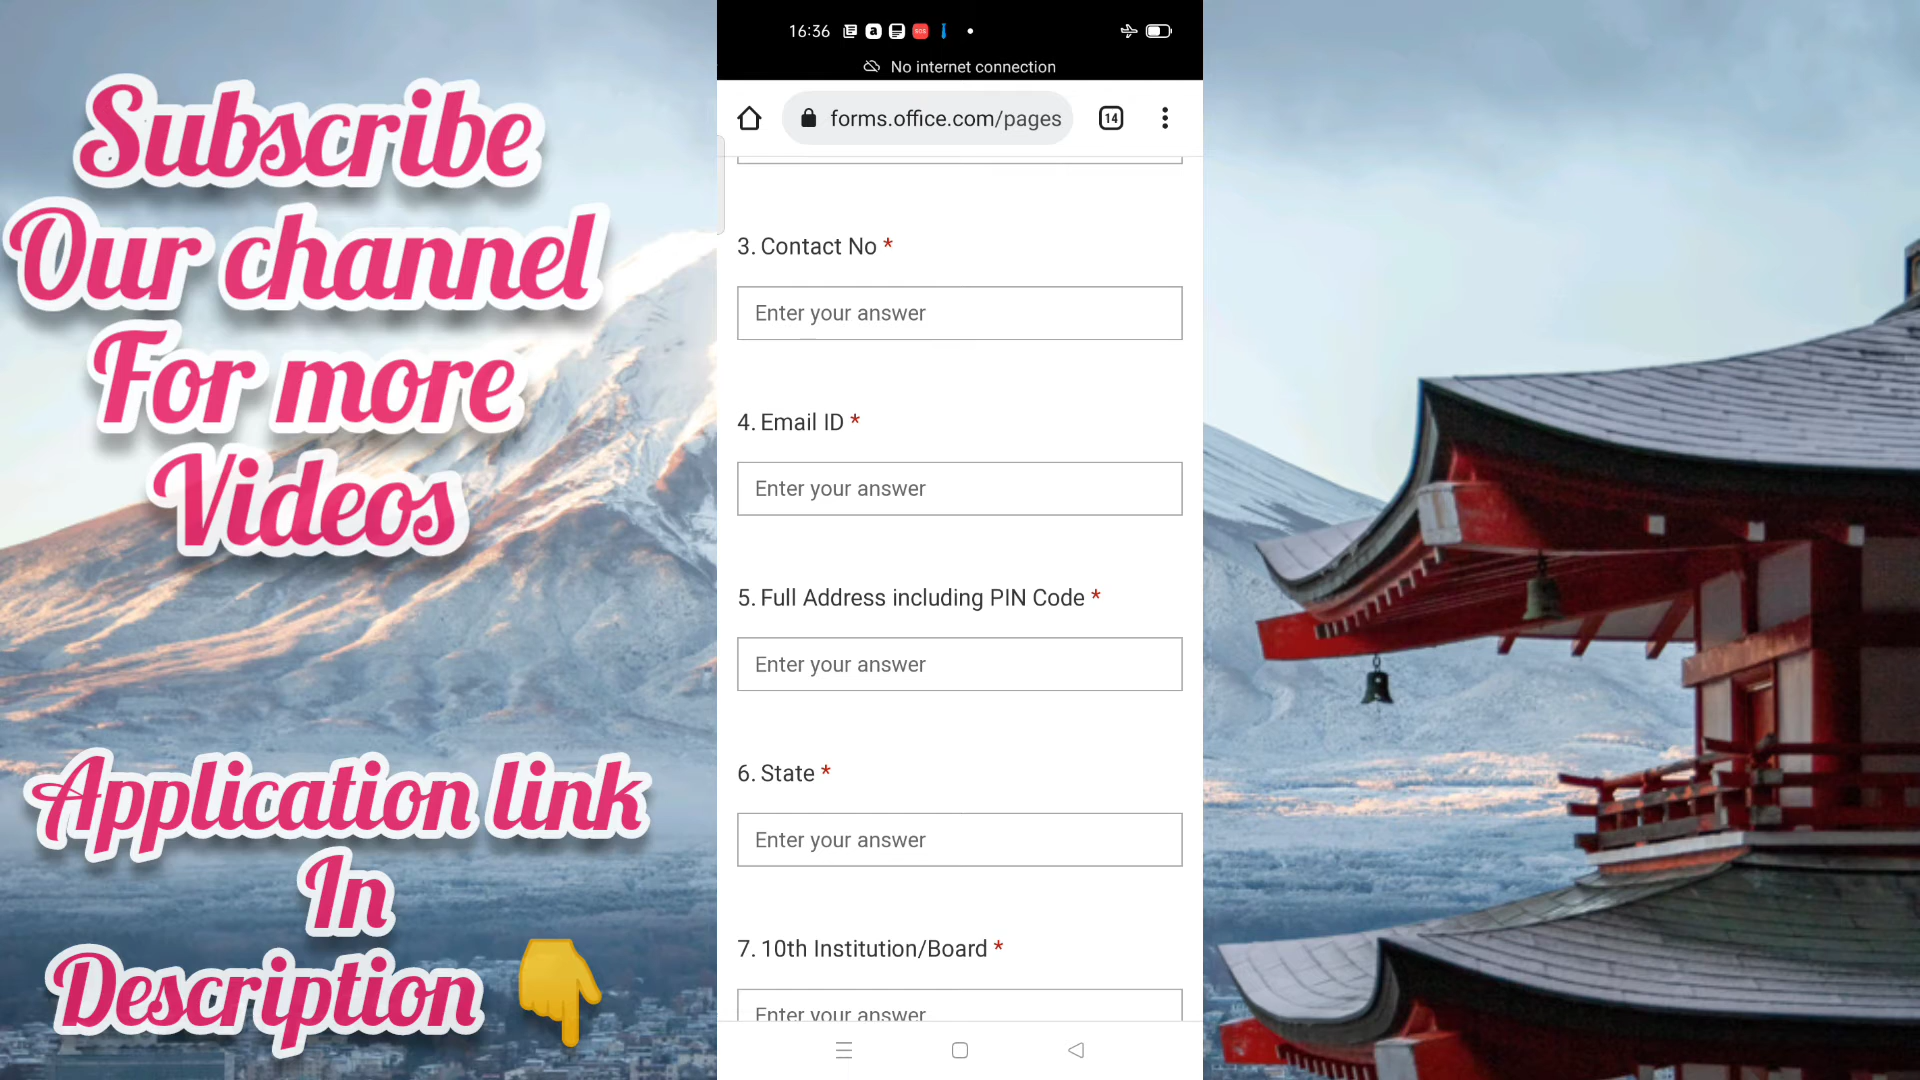 Subscribe
Our channel
For more
Videos
Application link
In
Description
16:36
No internet connection
forms.office.com/pages
14
3. Contact No *
Enter your answer
4. Email ID *
Enter your answer
5. Full Address including PIN Code *
Enter your answer
6. State *
Enter your answer
7. 10th Institution/Board *
Enter your answer